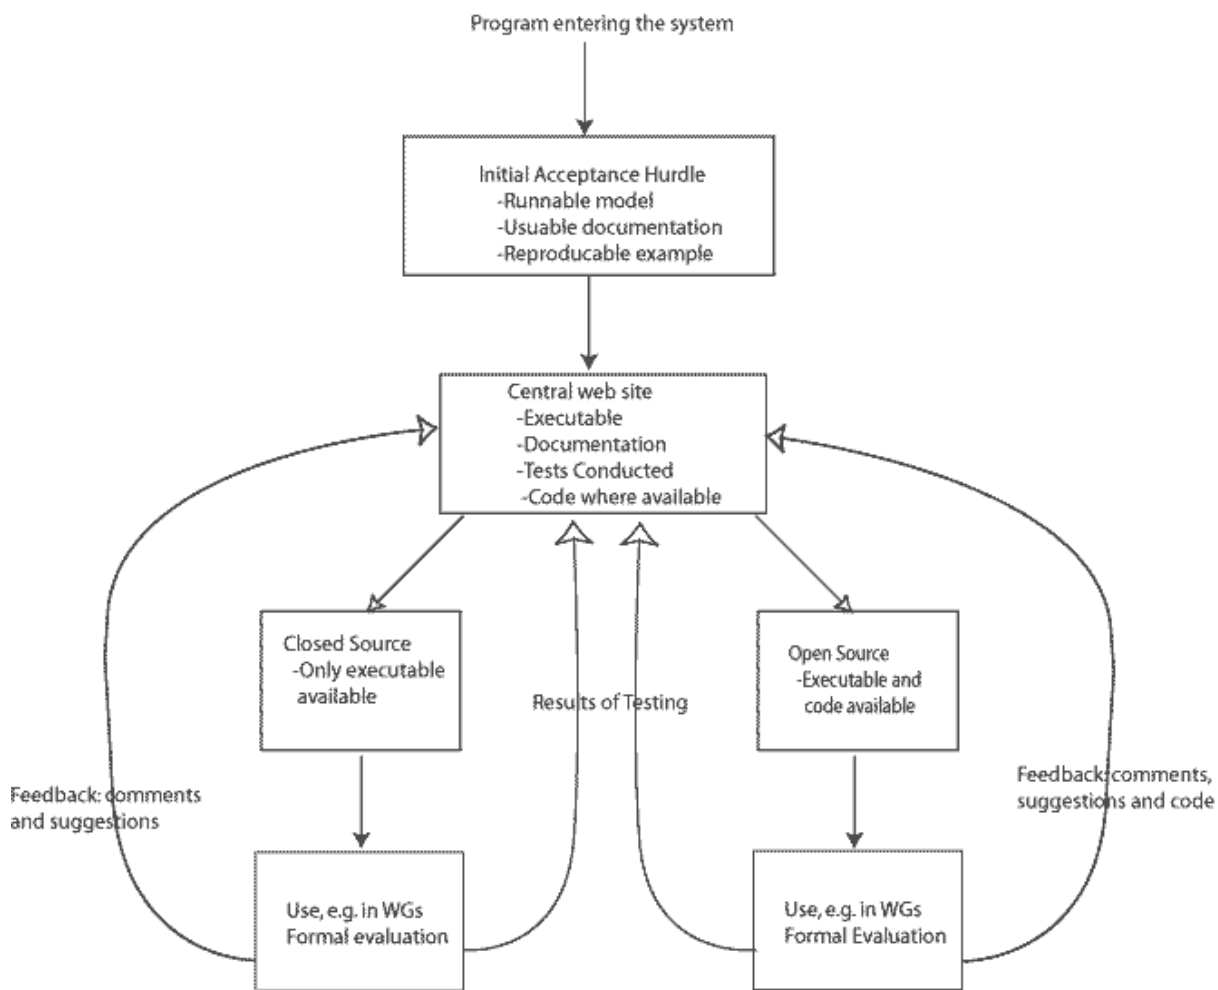 Program entering the system
Initial Acceptance Hurdle
-Runnable model
-Usuable documentation
-Reproducable example
Central web site
-Executable
-Documentation
-Tests Conducted
-Code where available
Closed Source
-Only executable
available
Open Source
-Executable and
code available
Results of Testing
Feedback: comments
and suggestions
Feedback: comments,
suggestions and code
Use, e.g. in WGs
Formal evaluation
Use, e.g. in WGs
Formal Evaluation